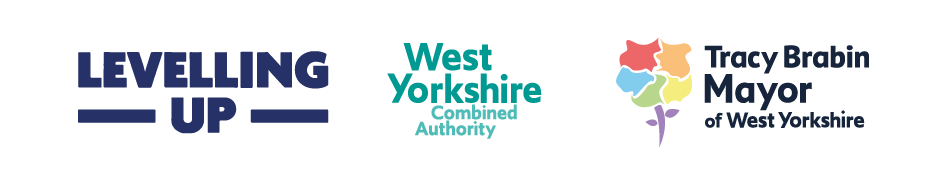 LEVELLING
UP
West
Yorkshire
Combined
Authority
Tracy Brabin
Mayor
of West Yorkshire